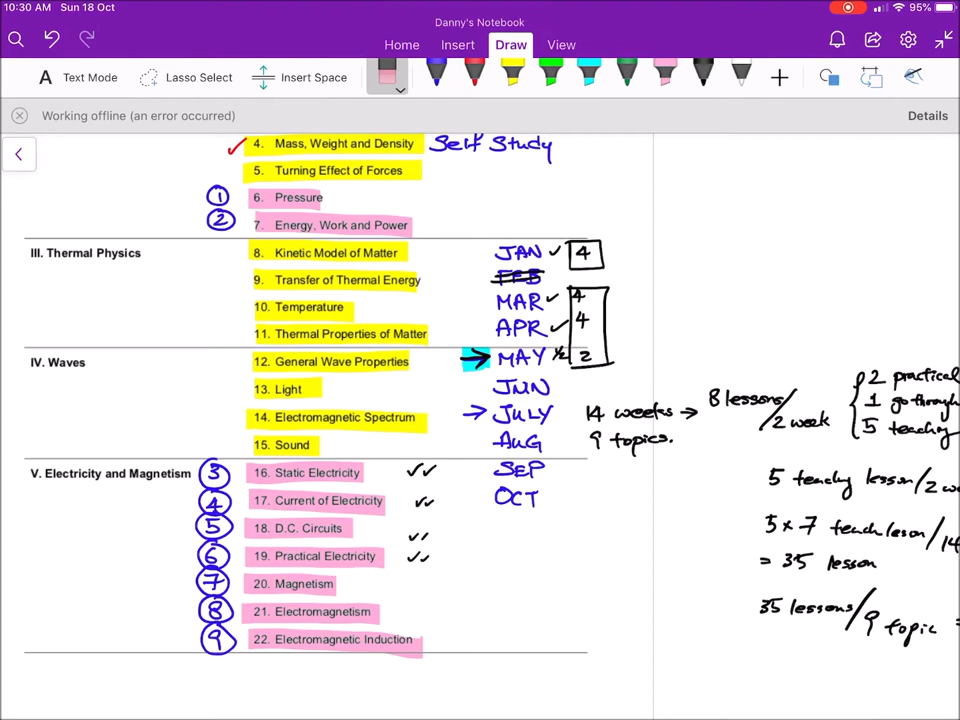 10:30 AM Sun 18 Oct
95%
Danny's Notebook
Home Insert Draw View
A Text Mode Lasso Select Insert Space
Working offline (an error occurred) Details
4. Mass, Weight and Density Self Study
5. Turning Effect of Forces
1 6. Pressure
2 7. Energy, Work and Power
III. Thermal Physics 8. Kinetic Model of Matter JAN ✓ 4
9. Transfer of Thermal Energy FEB
10. Temperature MAR ✓ 4
11. Thermal Properties of Matter APR ✓ 4
IV. Waves 12. General Wave Properties → MAY 1/2 2
13. Light JUN
14. Electromagnetic Spectrum → JULY 14 weeks → 8 lessons/2 week { 2 practical
15. Sound AUG 9 topics. 1 go through
5 teaching
V. Electricity and Magnetism 3 16. Static Electricity ✓✓ SEP
4 17. Current of Electricity ✓✓ OCT
5 18. D.C. Circuits ✓✓
6 19. Practical Electricity ✓✓
7 20. Magnetism
8 21. Electromagnetism
9 22. Electromagnetic Induction
5 teachg lesson/2
5 x 7 teach leson/14
= 35 lesson
35 lessons/9 topic =